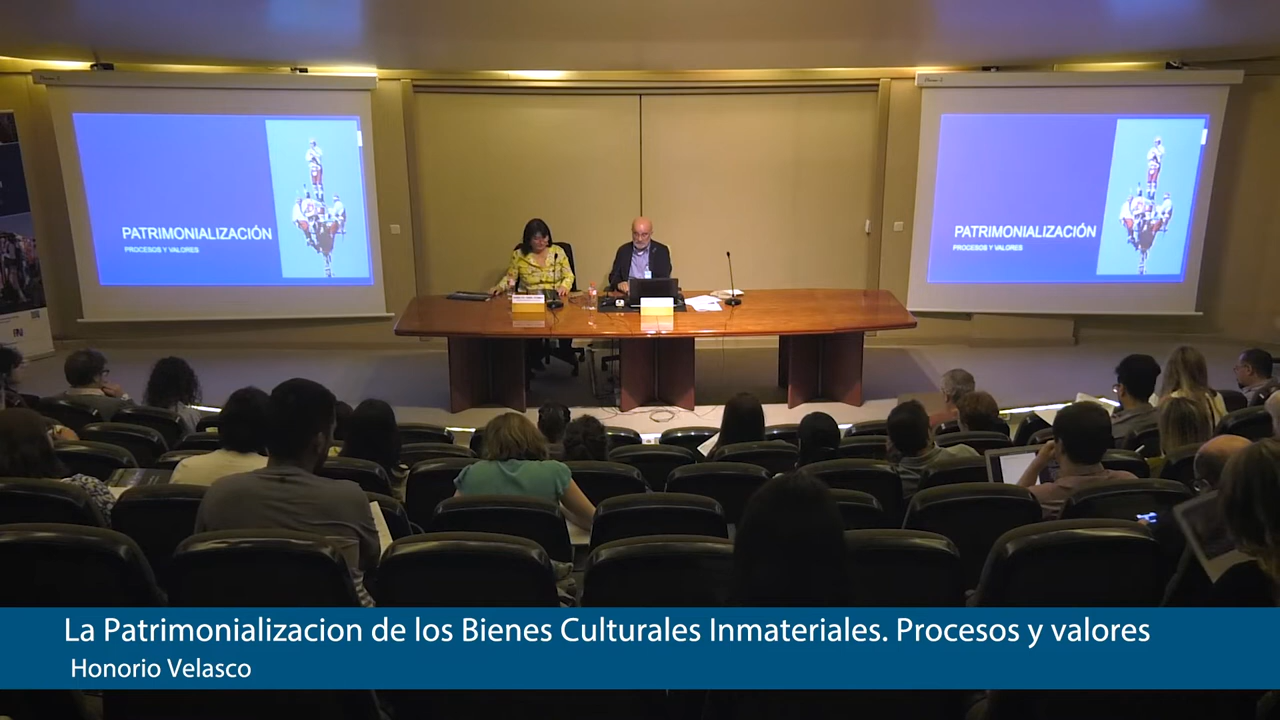 PATRIMONIALIZACIÓN
PROCESOS Y VALORES
PATRIMONIALIZACIÓN
PROCESOS Y VALORES
La Patrimonializacion de los Bienes Culturales Inmateriales. Procesos y valores
Honorio Velasco